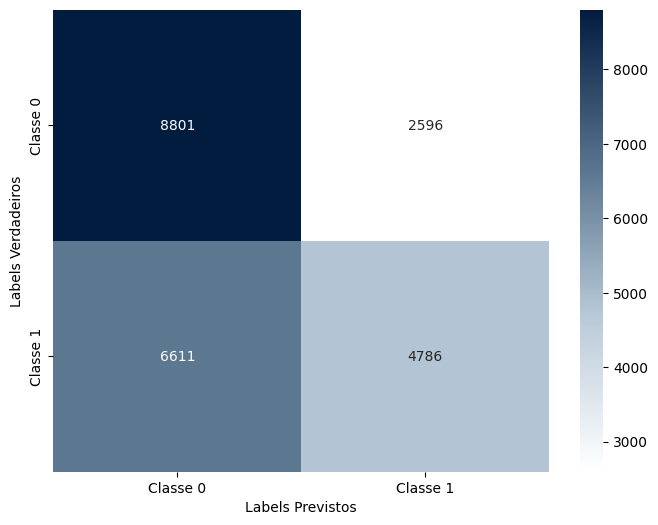 Labels Verdadeiros
Classe 0
Classe 1
8801
2596
6611
4786
Classe 0
Classe 1
Labels Previstos
8000
7000
6000
5000
4000
3000